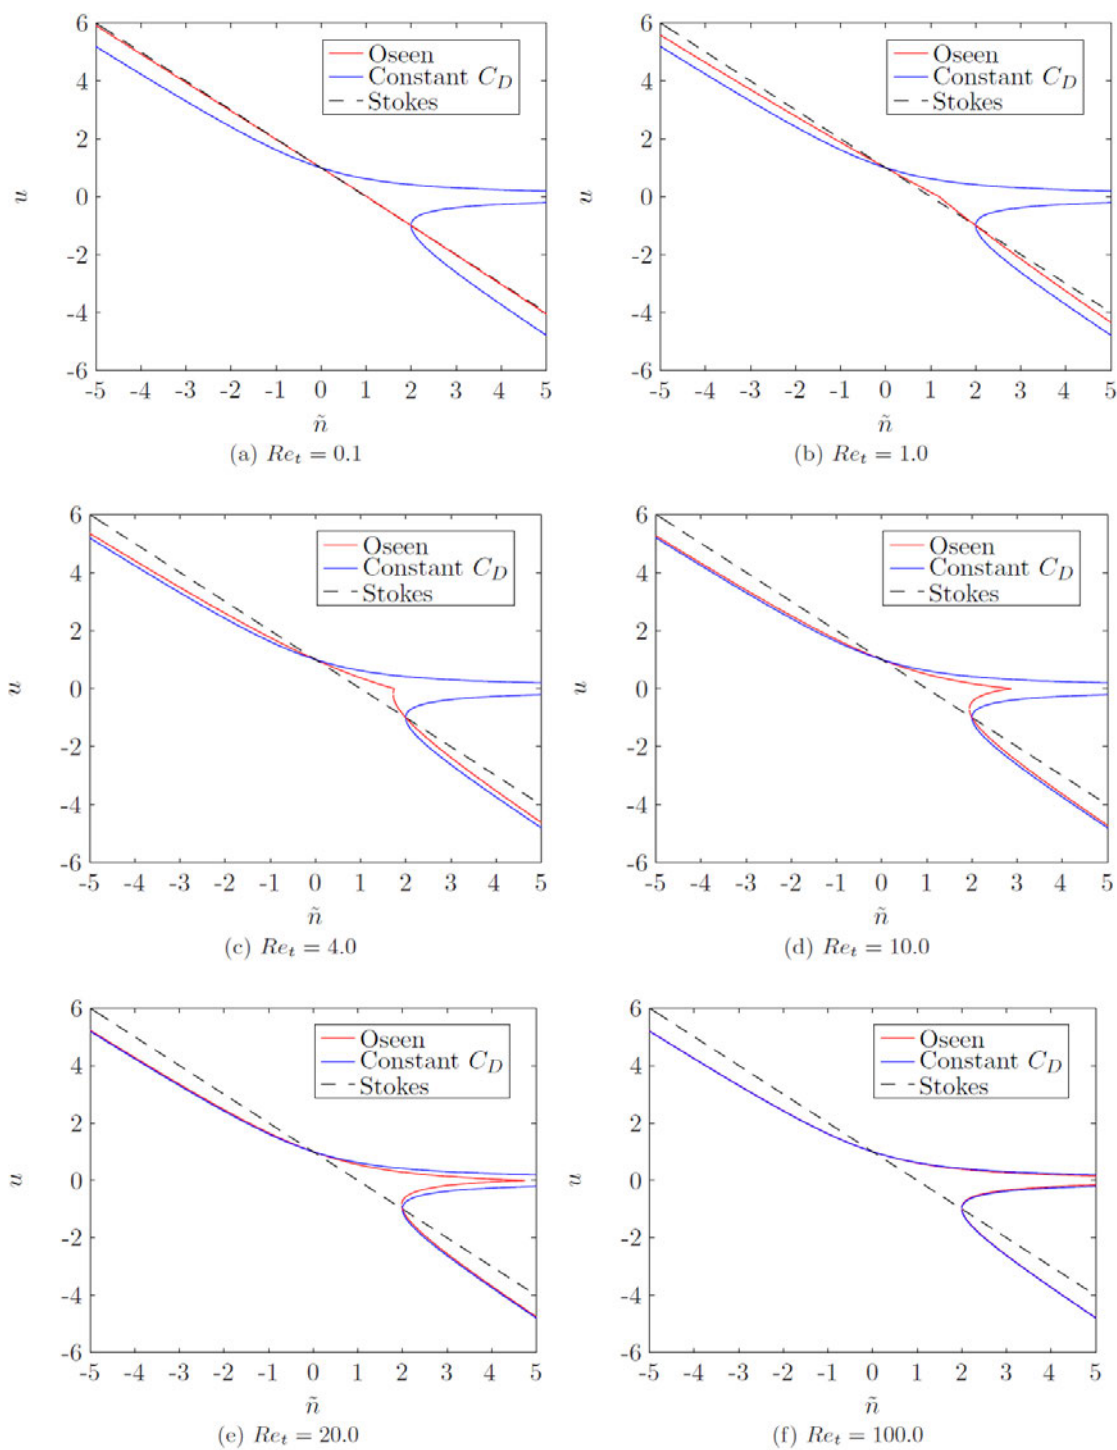 6
4
2
0
-2
-4
-6
u
Oseen
Constant C_D
Stokes
-5 -4 -3 -2 -1 0 1 2 3 4 5
ñ
(a) Re_t = 0.1
6
4
2
0
-2
-4
-6
u
Oseen
Constant C_D
Stokes
-5 -4 -3 -2 -1 0 1 2 3 4 5
ñ
(b) Re_t = 1.0
6
4
2
0
-2
-4
-6
u
Oseen
Constant C_D
Stokes
-5 -4 -3 -2 -1 0 1 2 3 4 5
ñ
(c) Re_t = 4.0
6
4
2
0
-2
-4
-6
u
Oseen
Constant C_D
Stokes
-5 -4 -3 -2 -1 0 1 2 3 4 5
ñ
(d) Re_t = 10.0
6
4
2
0
-2
-4
-6
u
Oseen
Constant C_D
Stokes
-5 -4 -3 -2 -1 0 1 2 3 4 5
ñ
(e) Re_t = 20.0
6
4
2
0
-2
-4
-6
u
Oseen
Constant C_D
Stokes
-5 -4 -3 -2 -1 0 1 2 3 4 5
ñ
(f) Re_t = 100.0